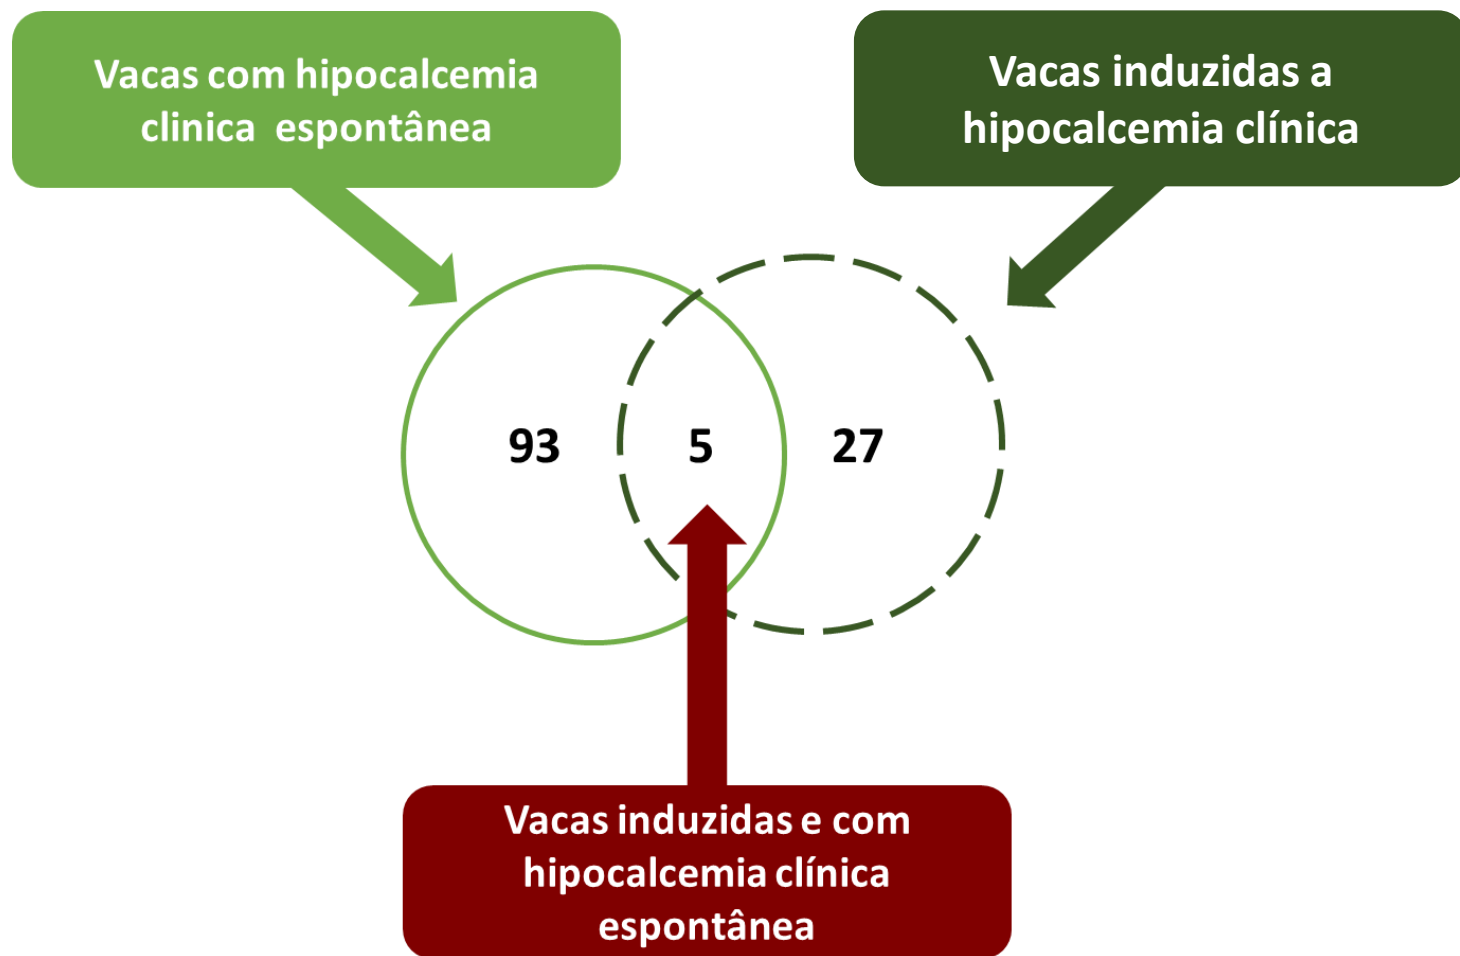 Vacas com hipocalcemia
clinica espontânea
Vacas induzidas a
hipocalcemia clínica
93
5
27
Vacas induzidas e com
hipocalcemia clínica
espontânea